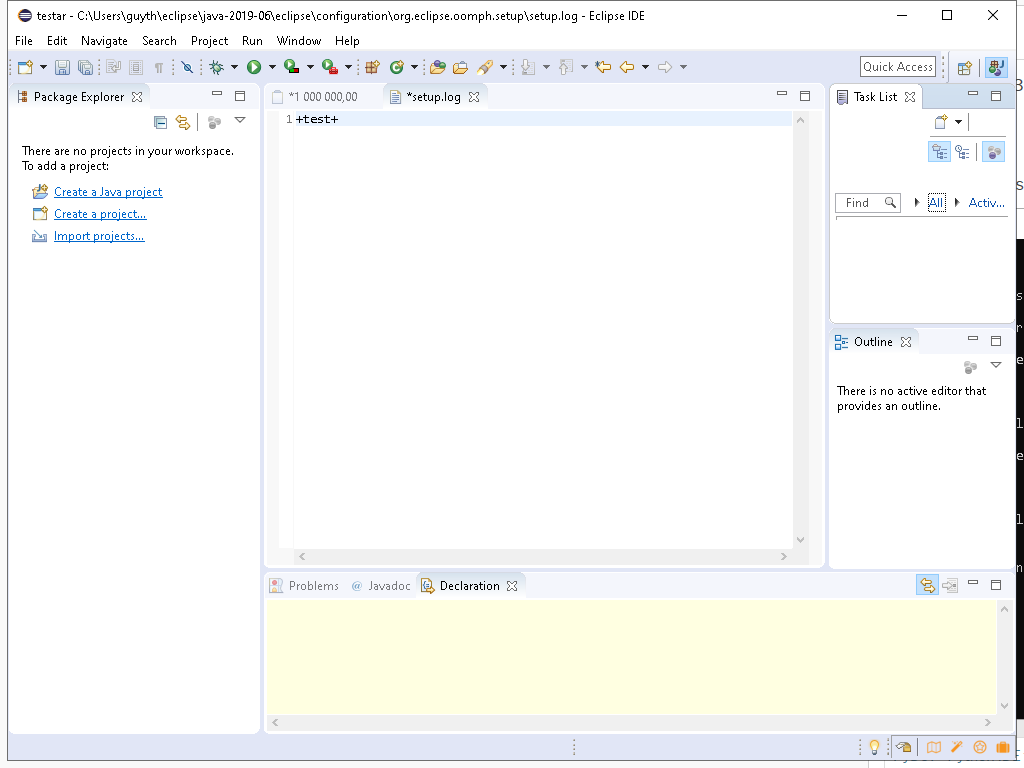 testar - C:\Users\guyth\eclipse\java-2019-06\eclipse\configuration\org.eclipse.oomph.setup\setup.log - Eclipse IDE
File Edit Navigate Search Project Run Window Help
Quick Access
Package Explorer
*1 000 000,00
*setup.log
Task List
1 +test+
There are no projects in your workspace.
To add a project:
Create a Java project
Create a project...
Import projects...
Find
All
Activ...
Outline
There is no active editor that
provides an outline.
Problems
@ Javadoc
Declaration